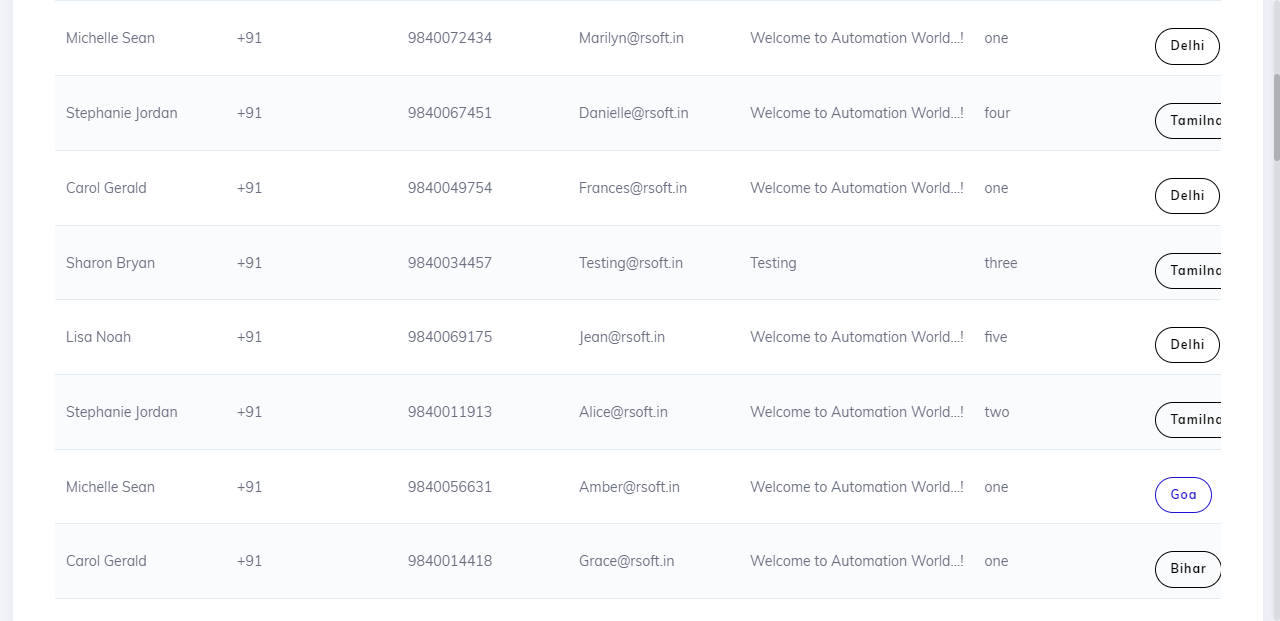 Michelle Sean +91 9840072434 Marilyn@rsoft.in Welcome to Automation World...! one Delhi
Stephanie Jordan +91 9840067451 Danielle@rsoft.in Welcome to Automation World...! four Tamilna
Carol Gerald +91 9840049754 Frances@rsoft.in Welcome to Automation World...! one Delhi
Sharon Bryan +91 9840034457 Testing@rsoft.in Testing three Tamilna
Lisa Noah +91 9840069175 Jean@rsoft.in Welcome to Automation World...! five Delhi
Stephanie Jordan +91 9840011913 Alice@rsoft.in Welcome to Automation World...! two Tamilna
Michelle Sean +91 9840056631 Amber@rsoft.in Welcome to Automation World...! one Goa
Carol Gerald +91 9840014418 Grace@rsoft.in Welcome to Automation World...! one Bihar